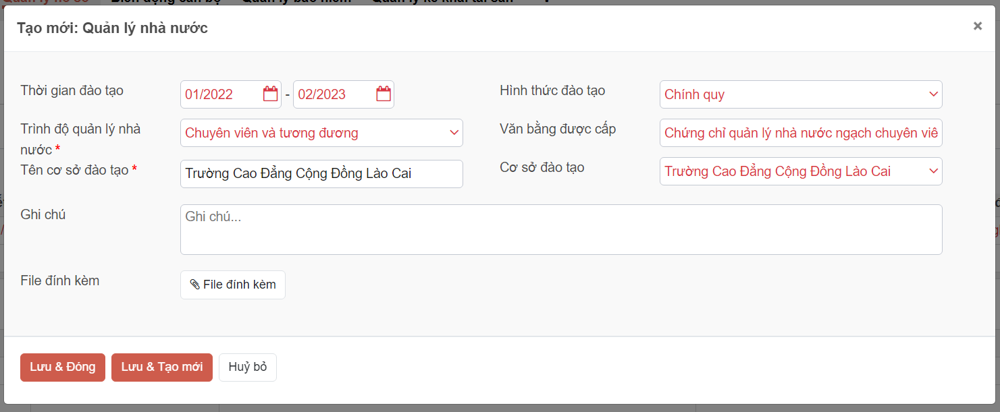 Tạo mới: Quản lý nhà nước
×
Thời gian đào tạo
01/2022 - 02/2023
Hình thức đào tạo
Chính quy
Trình độ quản lý nhà
nước *
Chuyên viên và tương đương
Văn bằng được cấp
Chứng chỉ quản lý nhà nước ngạch chuyên viê
Tên cơ sở đào tạo *
Trường Cao Đẳng Cộng Đồng Lào Cai
Cơ sở đào tạo
Trường Cao Đẳng Cộng Đồng Lào Cai
Ghi chú
Ghi chú...
File đính kèm
File đính kèm
Lưu & Đóng
Lưu & Tạo mới
Huỷ bỏ